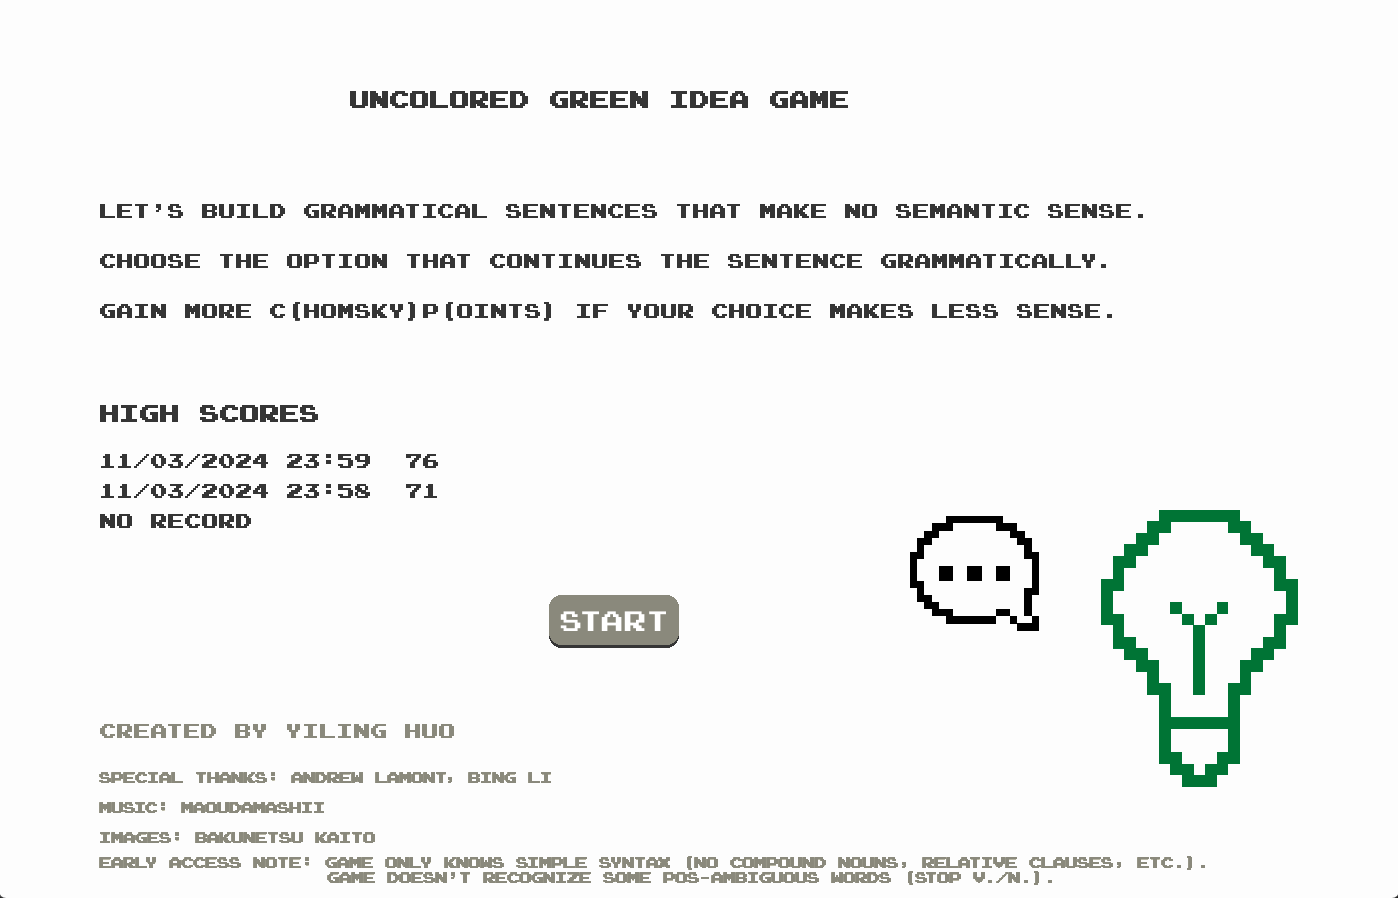 UNCOLORED GREEN IDEA GAME
LET'S BUILD GRAMMATICAL SENTENCES THAT MAKE NO SEMANTIC SENSE.
CHOOSE THE OPTION THAT CONTINUES THE SENTENCE GRAMMATICALLY.
GAIN MORE C(HOMSKY)P(OINTS) IF YOUR CHOICE MAKES LESS SENSE.
HIGH SCORES
11/03/2024 23:59 76
11/03/2024 23:58 71
NO RECORD
START
CREATED BY YILING HUO
SPECIAL THANKS: ANDREW LAMONT, BING LI
MUSIC: MAOUDAMASHII
IMAGES: BAKUNETSU KAITO
EARLY ACCESS NOTE: GAME ONLY KNOWS SIMPLE SYNTAX (NO COMPOUND NOUNS, RELATIVE CLAUSES, ETC.).
GAME DOESN'T RECOGNIZE SOME POS-AMBIGUOUS WORDS (STOP V./N.).